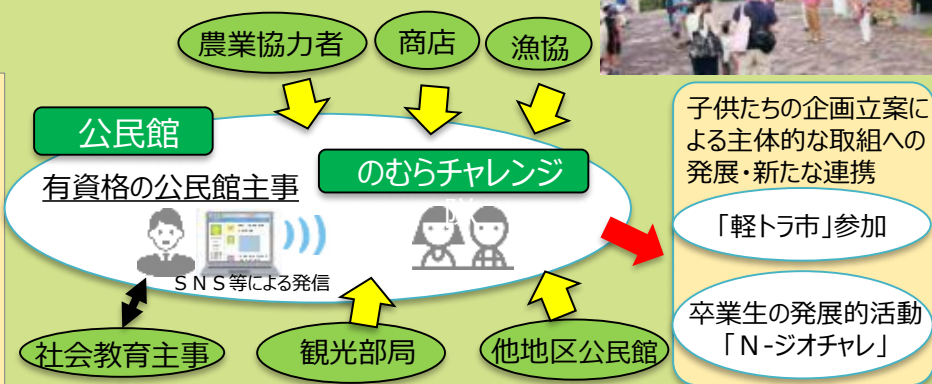 農業協力者
商店
漁協
公民館
のむらチャレンジ
有資格の公民館主事
SNS等による発信
社会教育主事
観光部局
他地区公民館
子供たちの企画立案に
よる主体的な取組への
発展・新たな連携
「軽トラ市」参加
卒業生の発展的活動
「N-ジオチャレ」